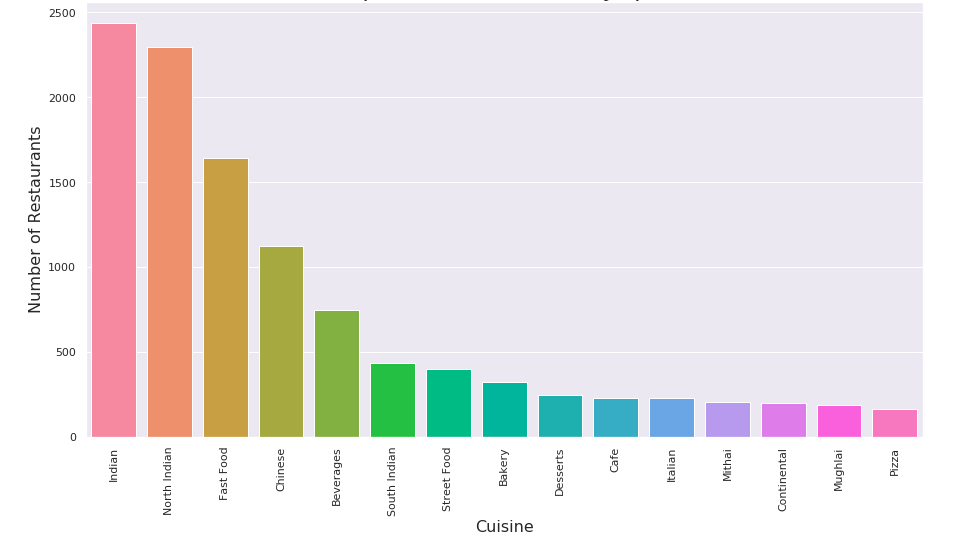 2500
2000
1500
1000
500
0
Number of Restaurants
Indian
North Indian
Fast Food
Chinese
Beverages
South Indian
Street Food
Bakery
Desserts
Cafe
Italian
Mithai
Continental
Mughlai
Pizza
Cuisine